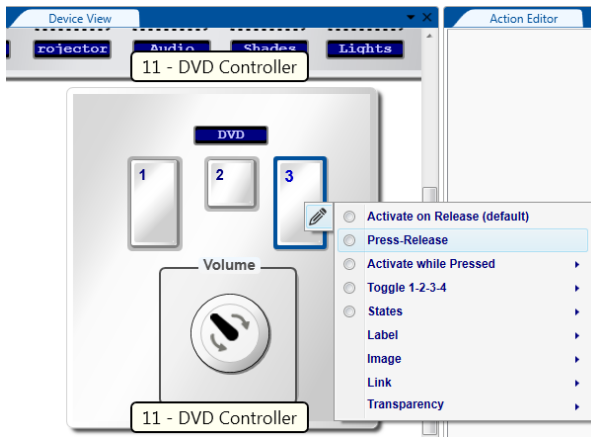 Device View
Action Editor
rojector Audio Shades Lights
11 - DVD Controller
DVD
1 2 3
Activate on Release (default)
Press-Release
Activate while Pressed
Toggle 1-2-3-4
States
Label
Image
Link
Transparency
Volume
11 - DVD Controller